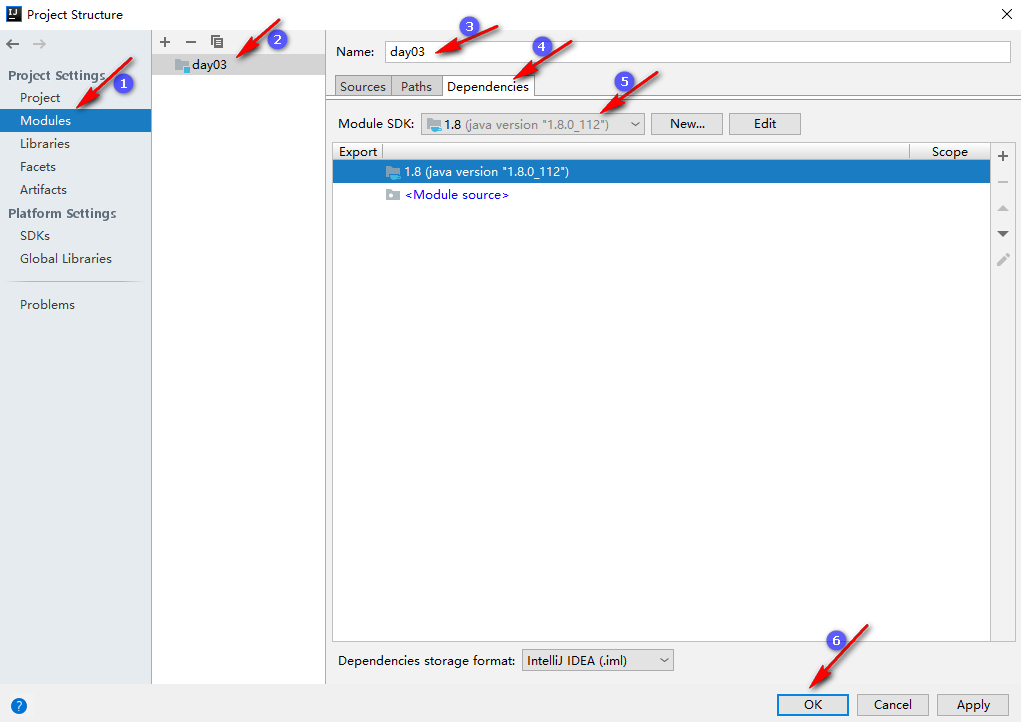 Project Structure
Project Settings
Project
Modules
Libraries
Facets
Artifacts
Platform Settings
SDKs
Global Libraries
Problems
day03
Name: day03
Sources Paths Dependencies
Module SDK: 1.8 (java version "1.8.0_112") New... Edit
Export Scope
1.8 (java version "1.8.0_112")
<Module source>
Dependencies storage format: IntelliJ IDEA (.iml)
OK Cancel Apply
?
1
2
3
4
5
6